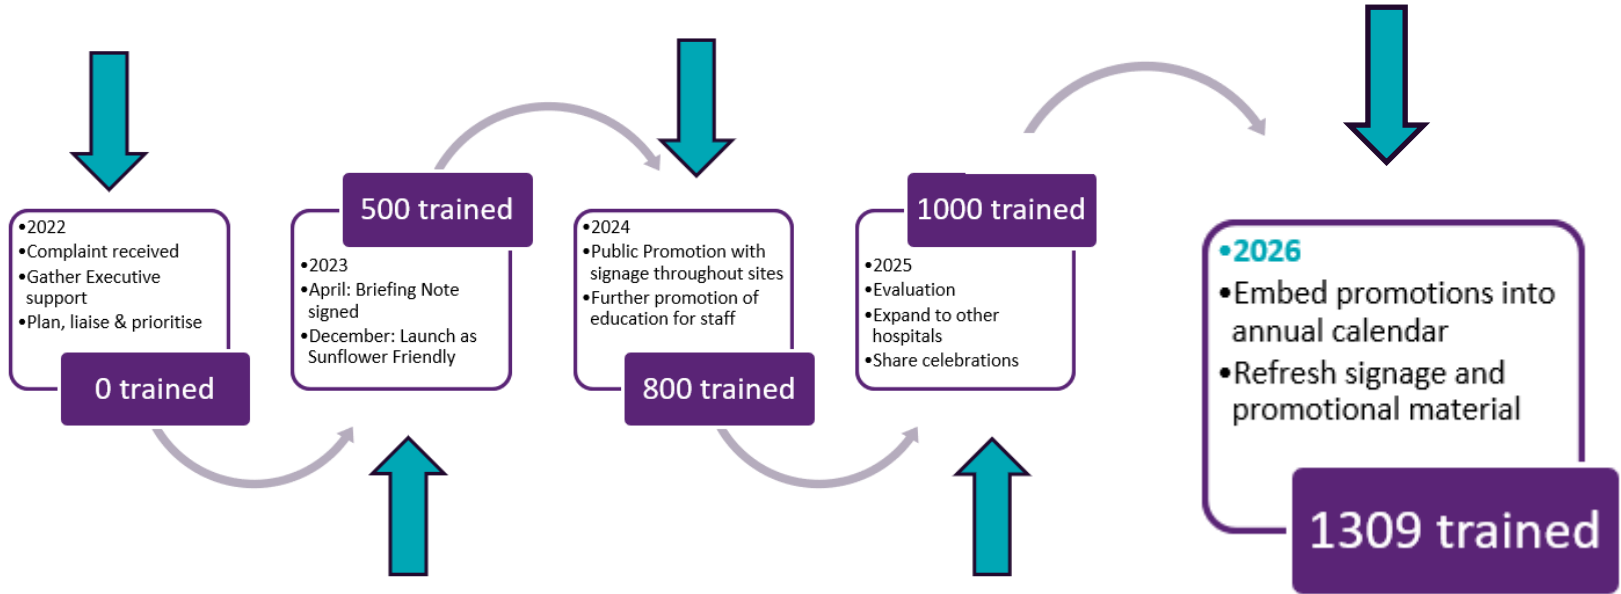 •2022
•Complaint received
•Gather Executive
support
•Plan, liaise & prioritise
0 trained
500 trained
•2023
•April: Briefing Note
signed
•December: Launch as
Sunflower Friendly
•2024
•Public Promotion with
signage throughout sites
•Further promotion of
education for staff
800 trained
1000 trained
•2025
•Evaluation
•Expand to other
hospitals
•Share celebrations
•2026
•Embed promotions into
annual calendar
•Refresh signage and
promotional material
1309 trained